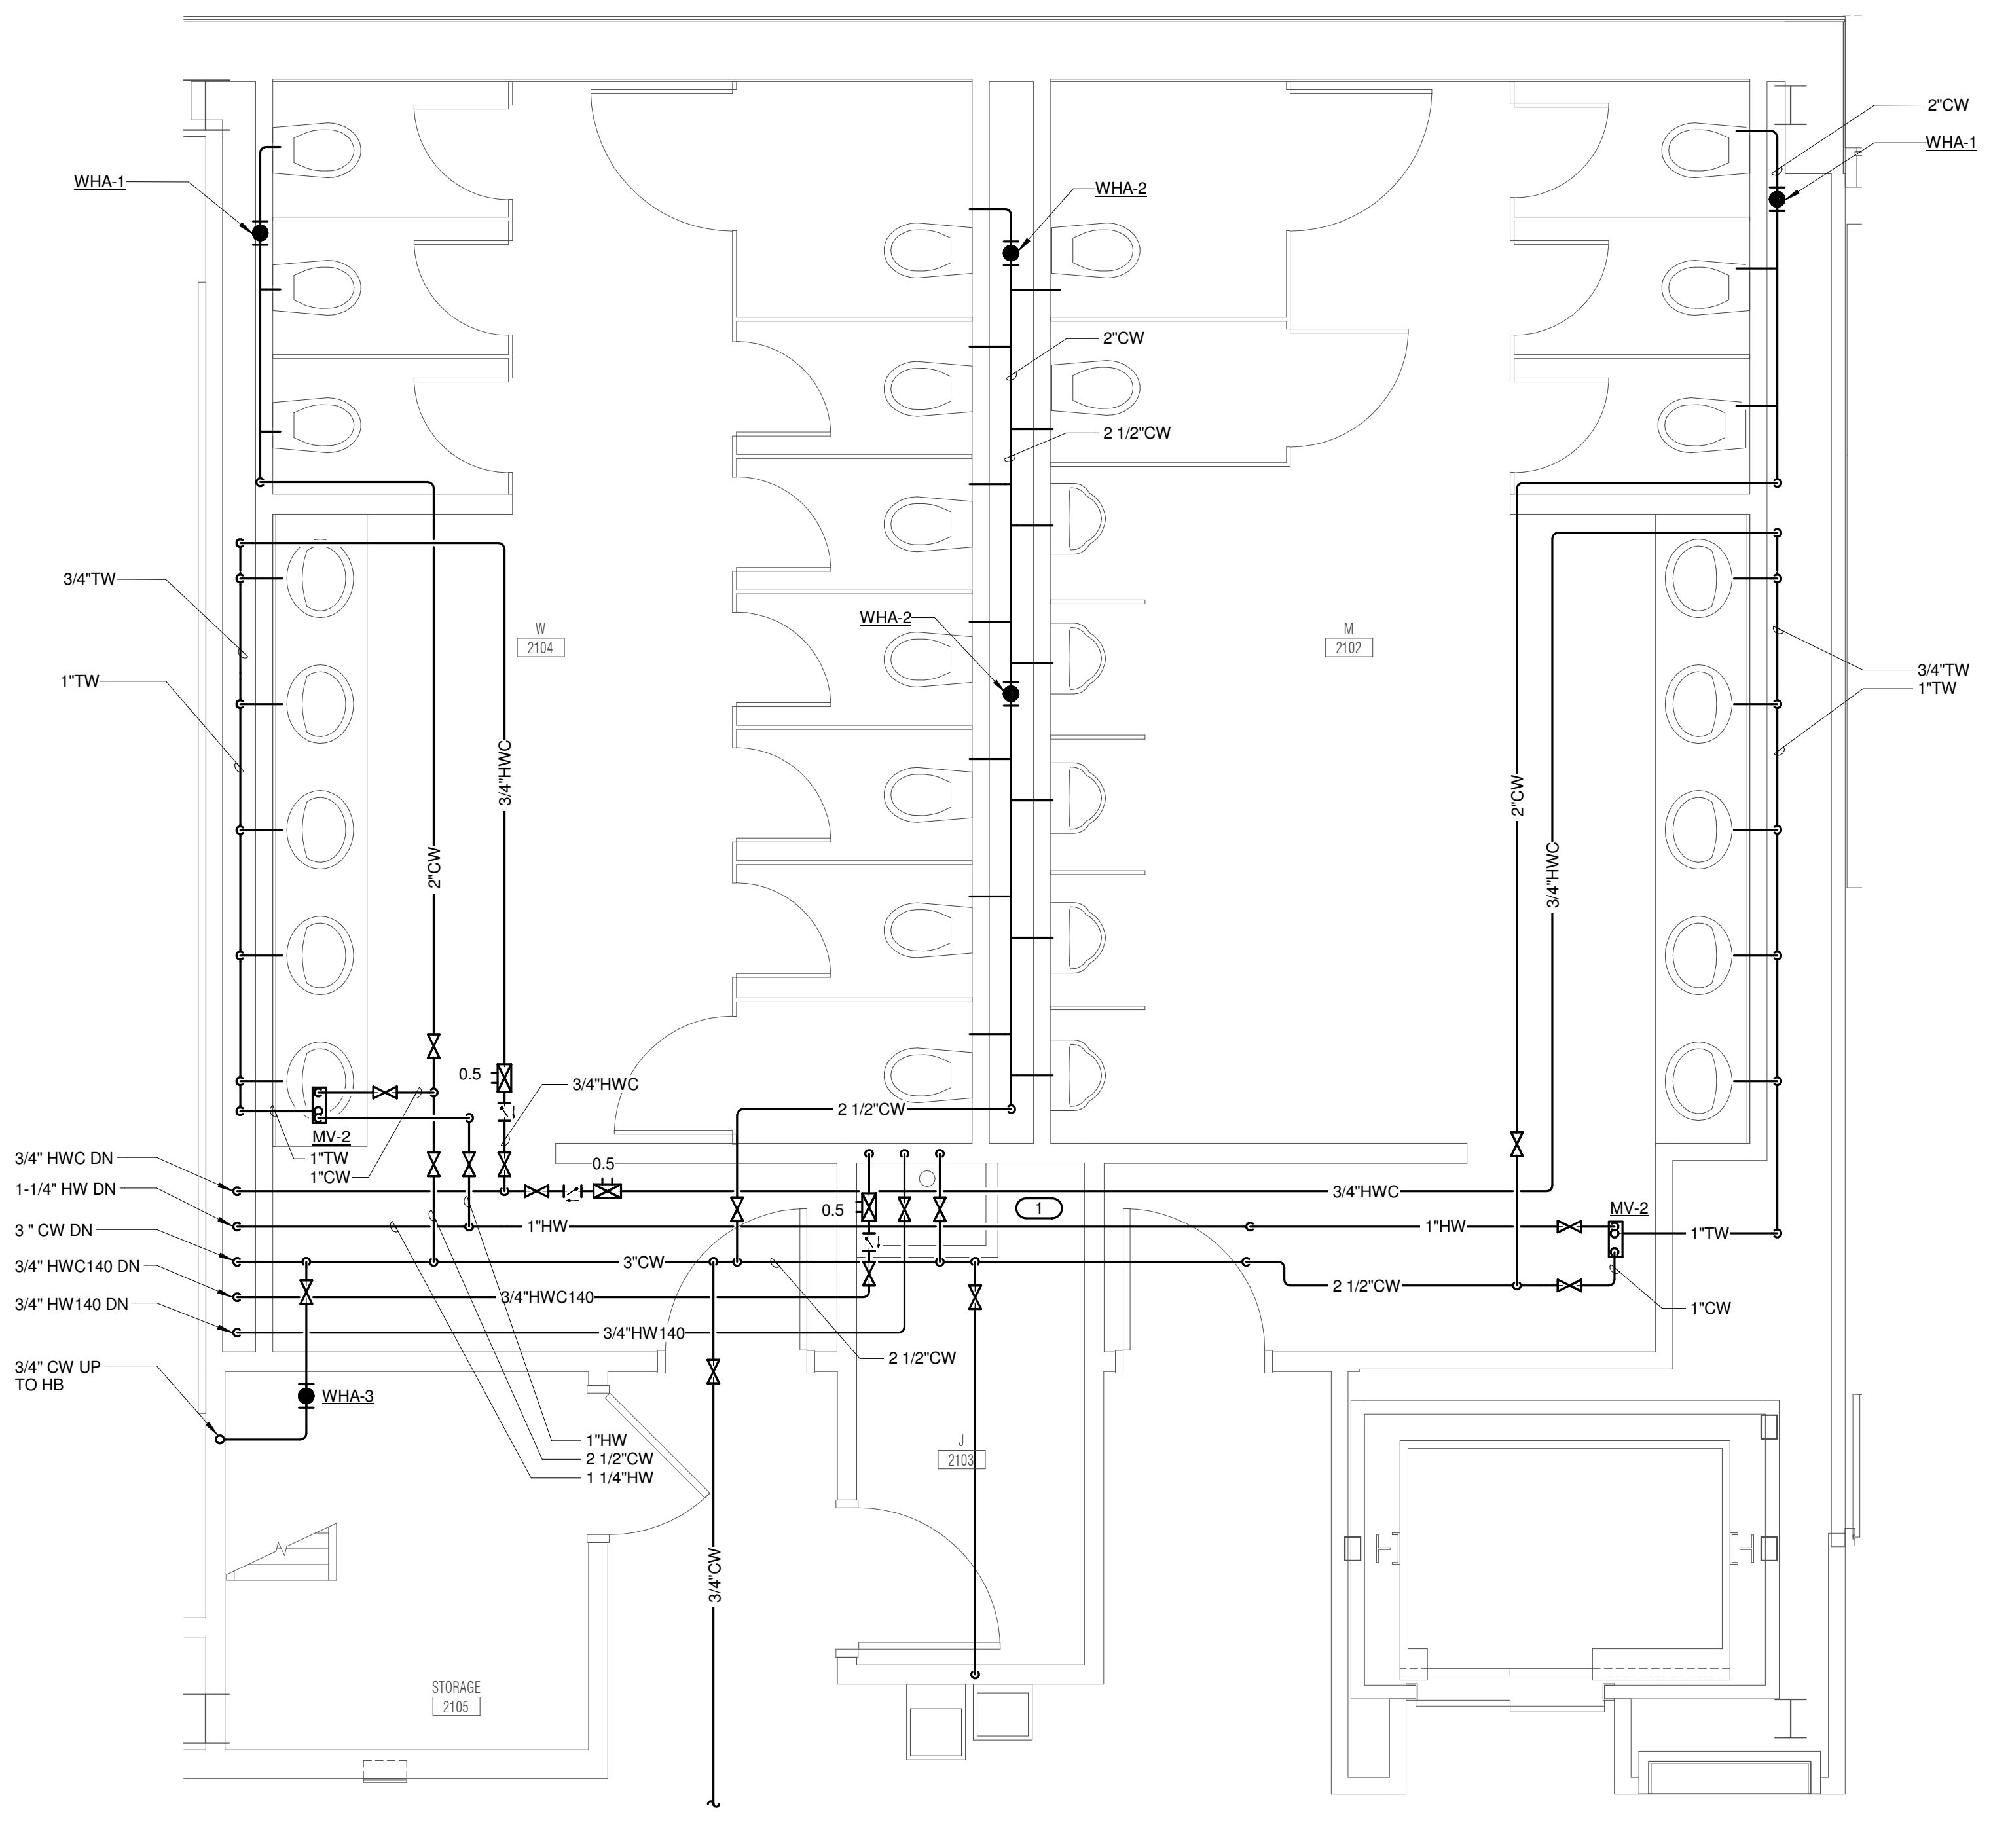 2"CW
WHA-1
WHA-1
WHA-2
2"CW
2 1/2"CW
3/4"TW
WHA-2
W
2104
M
2102
3/4"TW
1"TW
1"TW
3/4"HWC
2"CW
2"CW
3/4"HWC
0.5
3/4"HWC
2 1/2"CW
MV-2
1"TW
1"CW
3/4" HWC DN
1-1/4" HW DN
3 " CW DN
3/4" HWC140 DN
3/4" HW140 DN
3/4" CW UP
TO HB
0.5
3/4"HWC
0.5
1
MV-2
1"HW
1"HW
1"TW
3"CW
2 1/2"CW
3/4"HWC140
1"CW
3/4"HW140
2 1/2"CW
WHA-3
1"HW
2 1/2"CW
1 1/4"HW
J
2103
3/4"CW
STORAGE
2105